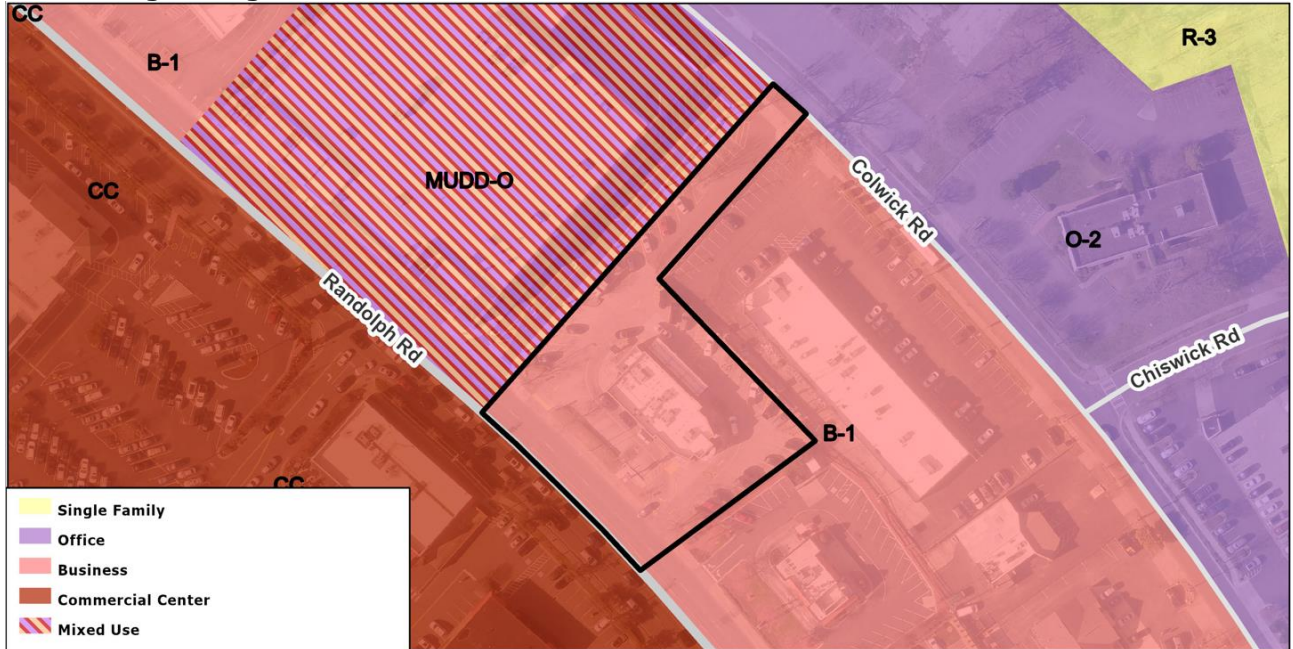 CC
B-1
R-3
CC
MUDD-O
Colwick Rd
O-2
Randolph Rd
Chiswick Rd
B-1
CC
Single Family
Office
Business
Commercial Center
Mixed Use